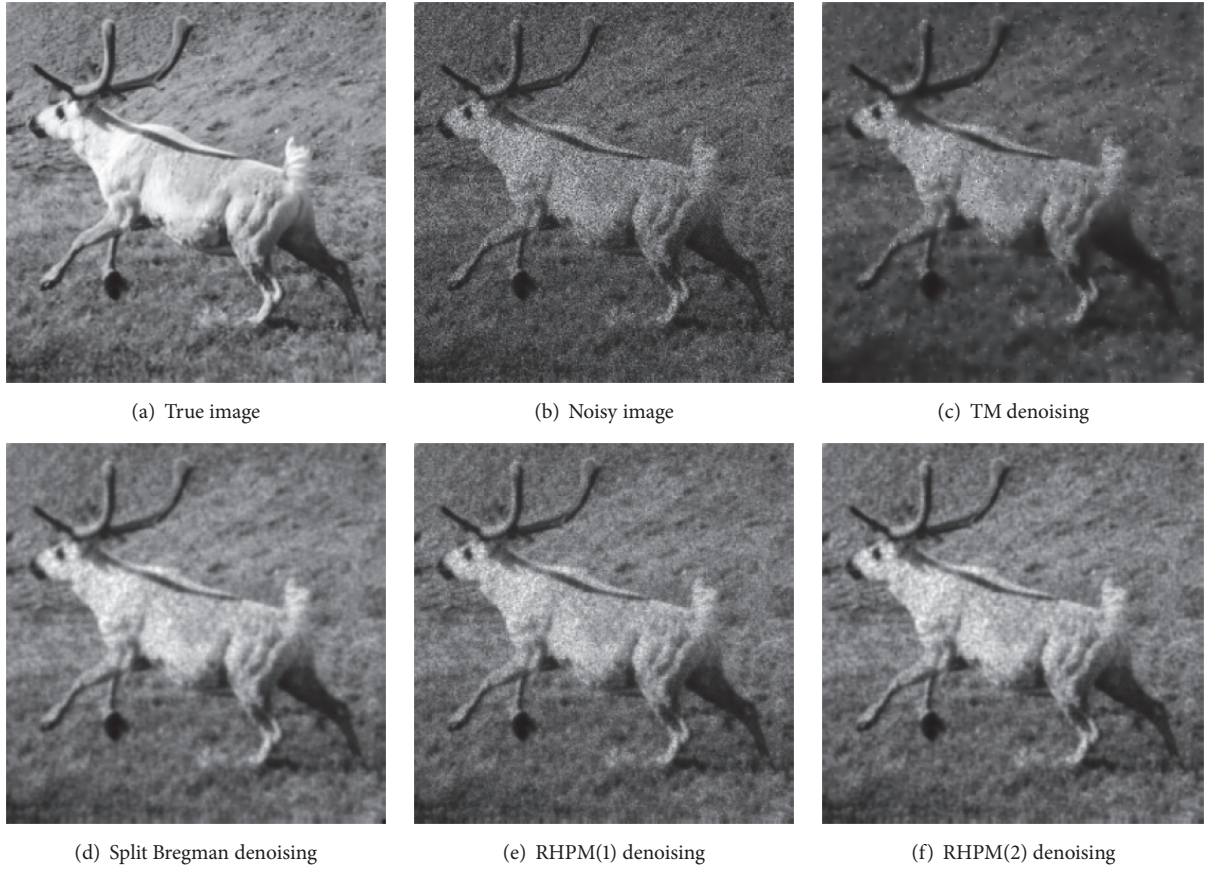 (a) True image
(b) Noisy image
(c) TM denoising
(d) Split Bregman denoising
(e) RHPM(1) denoising
(f) RHPM(2) denoising